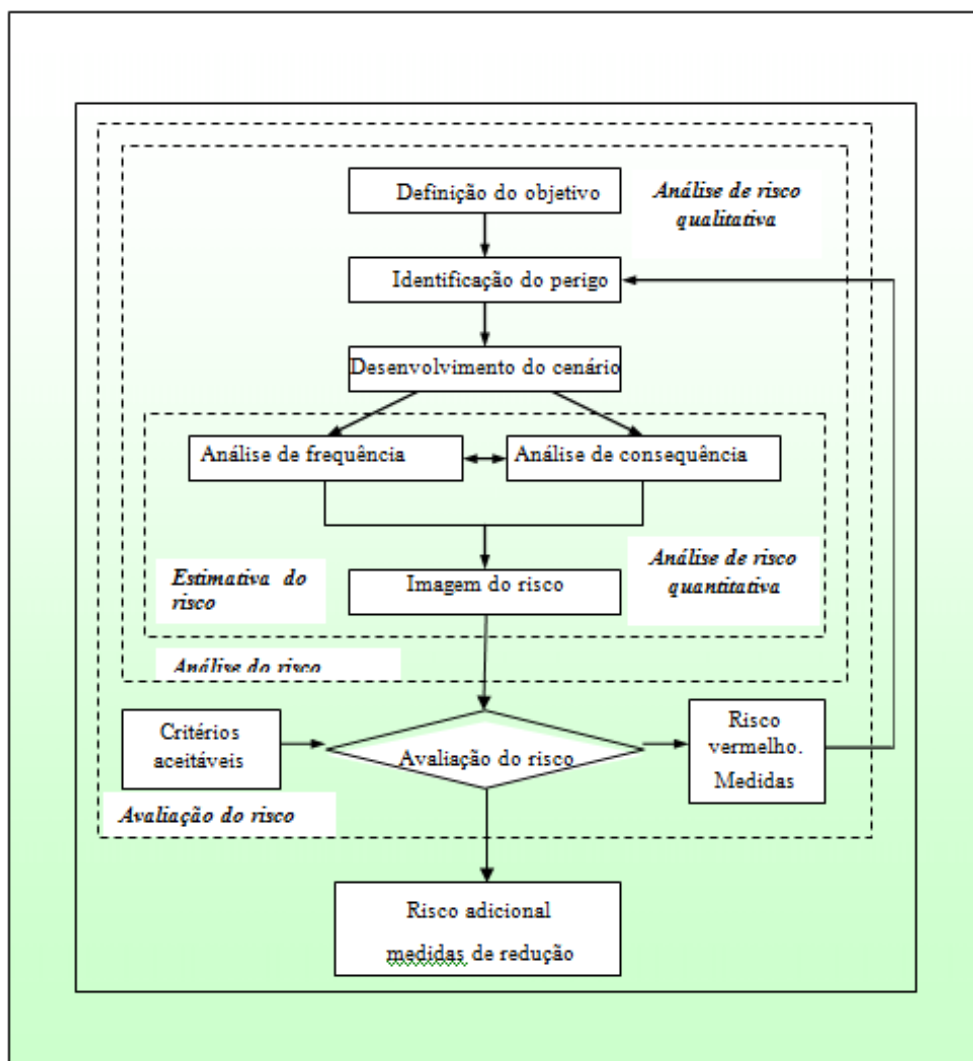 Definição do objetivo
Análise de risco
qualitativa
Identificação do perigo
Desenvolvimento do cenário
Análise de frequência
Análise de consequência
Estimativa do
risco
Imagem do risco
Análise de risco
quantitativa
Análise do risco
Critérios
aceitáveis
Avaliação do risco
Risco
vermelho.
Medidas
Avaliação do risco
Risco adicional
medidas de redução